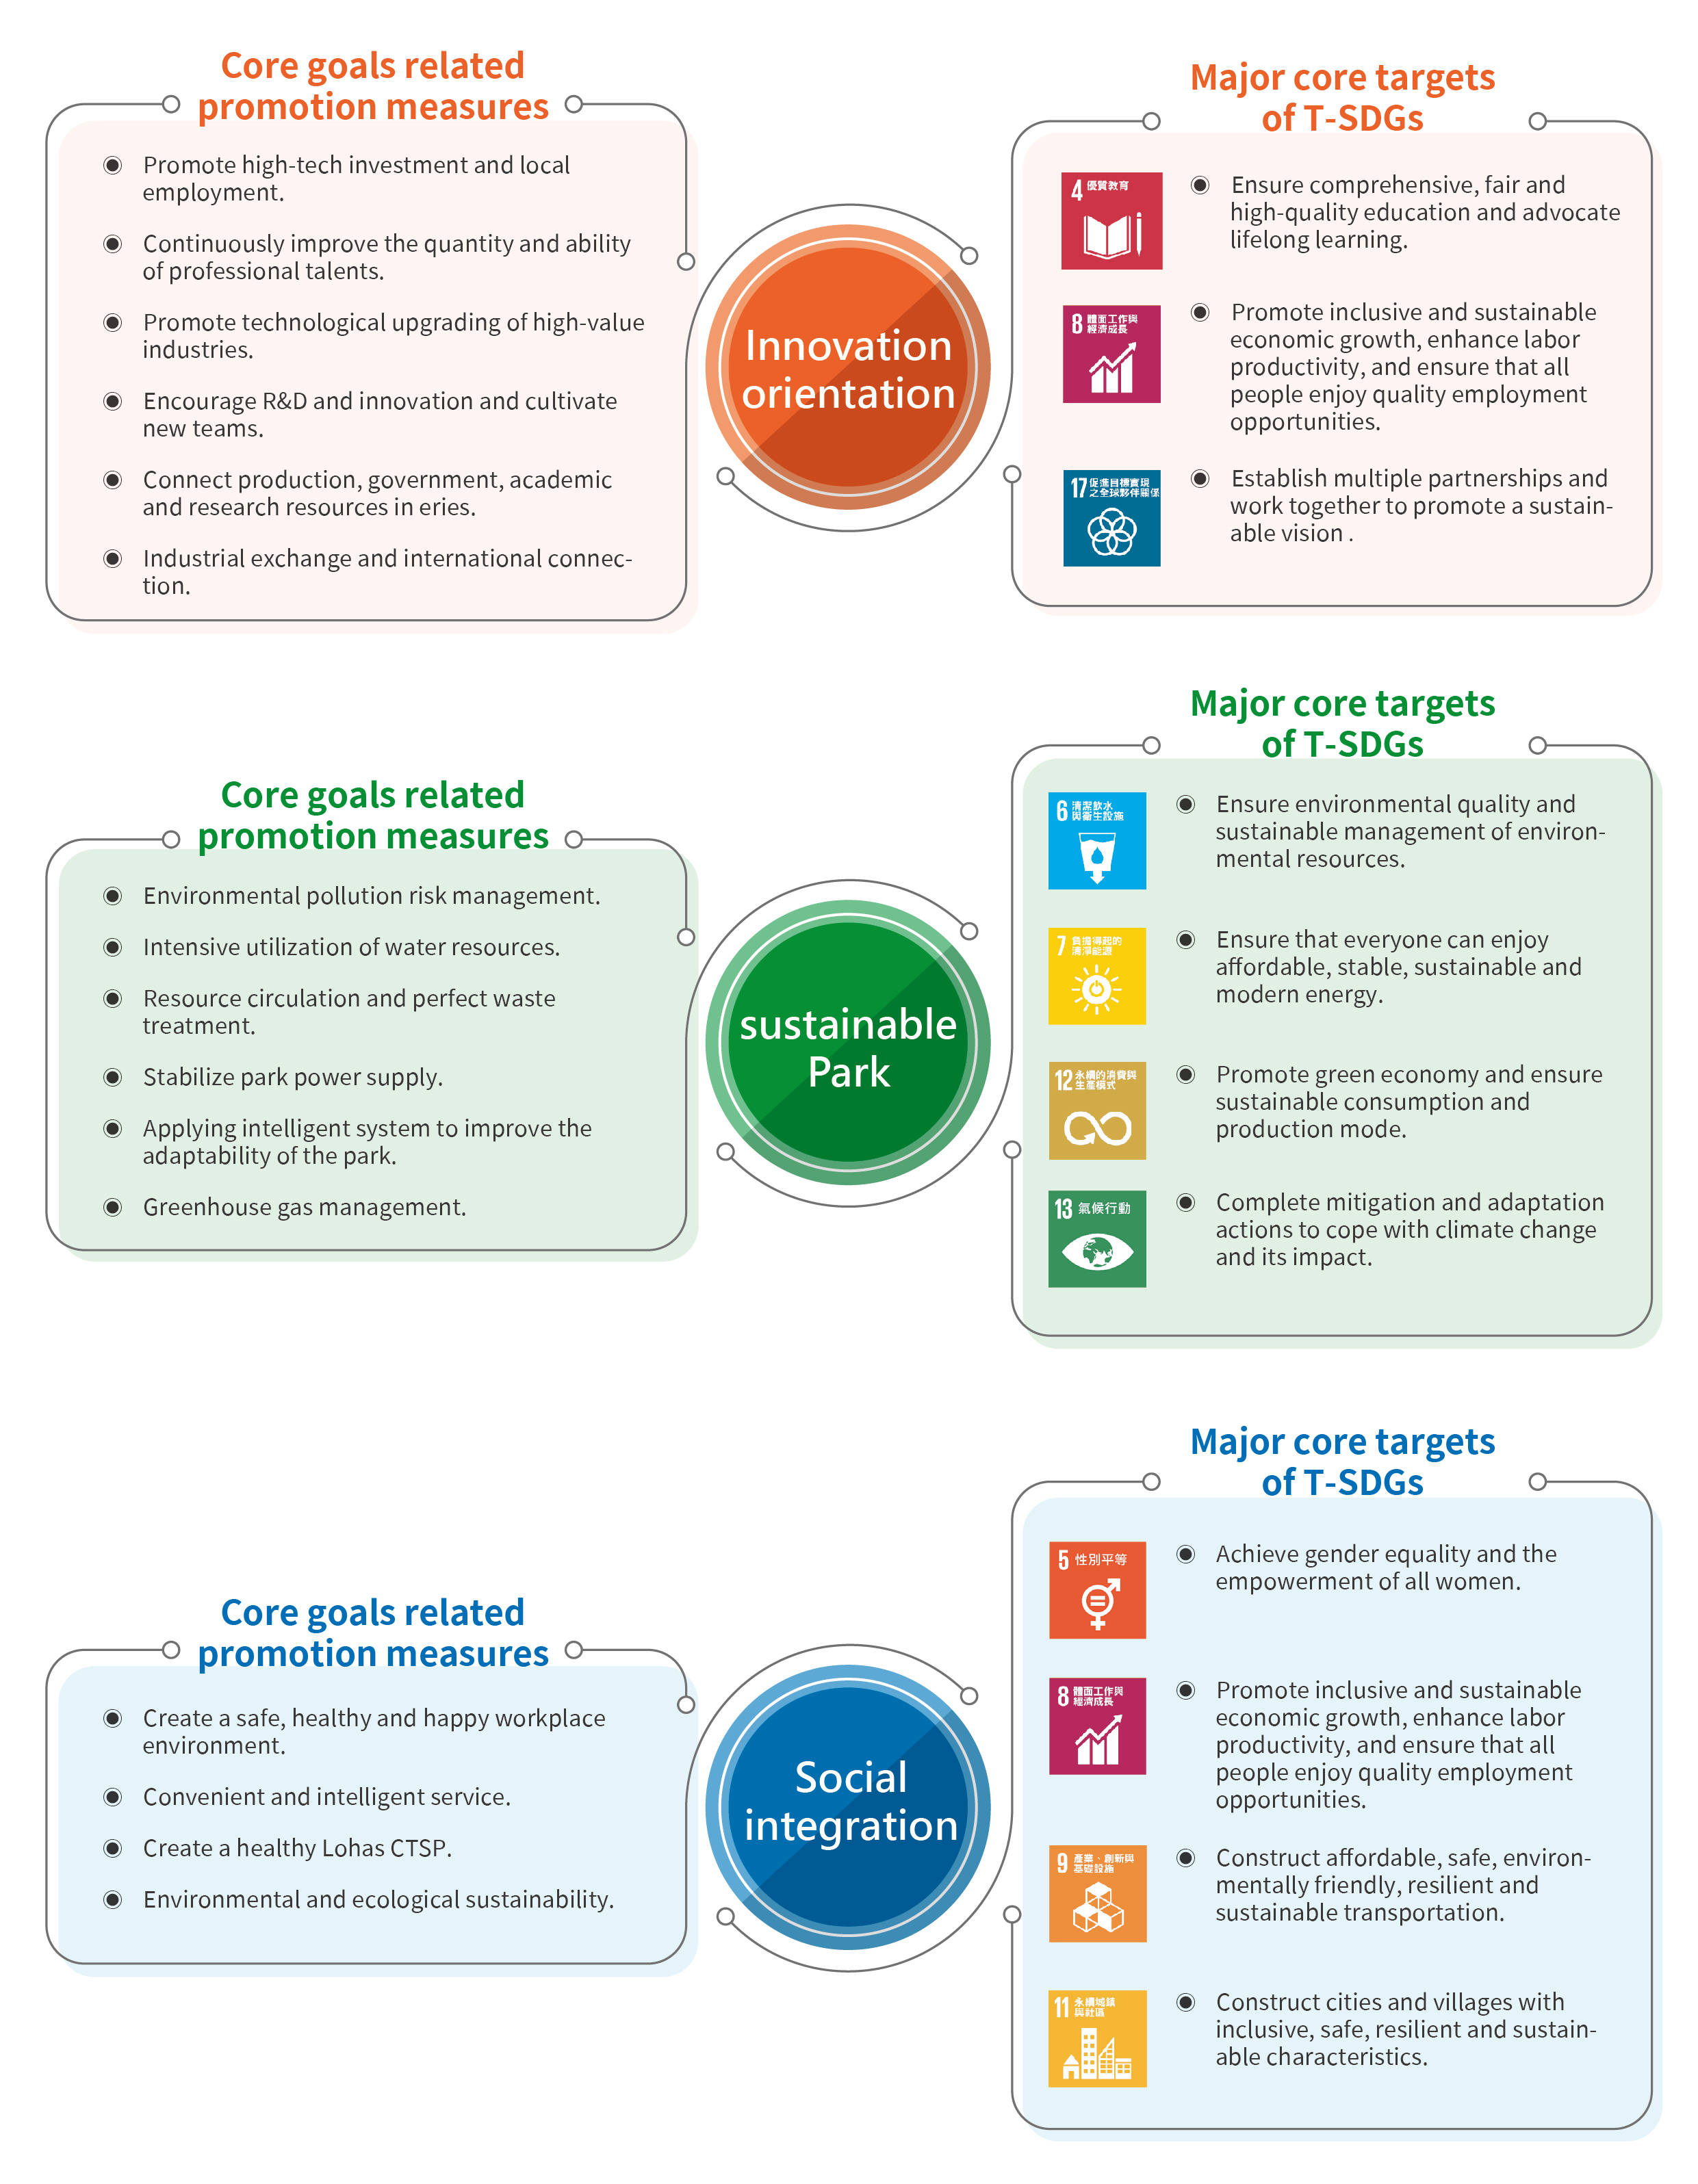 Core goals related
promotion measures
Promote high-tech investment and local
employment.
Continuously improve the quantity and ability
of professional talents.
Promote technological upgrading of high-value
industries.
Encourage R&D and innovation and cultivate
new teams.
Connect production, government, academic
and research resources in eries.
Industrial exchange and international connec-
tion.
Innovation
orientation
Major core targets
of T-SDGs
4 優質教育
Ensure comprehensive, fair and
high-quality education and advocate
lifelong learning.
8 體面工作與
經濟成長
Promote inclusive and sustainable
economic growth, enhance labor
productivity, and ensure that all
people enjoy quality employment
opportunities.
17 促進目標實現
之全球夥伴關係
Establish multiple partnerships and
work together to promote a sustain-
able vision .
Core goals related
promotion measures
Environmental pollution risk management.
Intensive utilization of water resources.
Resource circulation and perfect waste
treatment.
Stabilize park power supply.
Applying intelligent system to improve the
adaptability of the park.
Greenhouse gas management.
sustainable
Park
Major core targets
of T-SDGs
6 清潔飲水
與衛生設施
Ensure environmental quality and
sustainable management of environ-
mental resources.
7 負擔得起的
清淨能源
Ensure that everyone can enjoy
affordable, stable, sustainable and
modern energy.
12 永續的消費與
生產模式
Promote green economy and ensure
sustainable consumption and
production mode.
13 氣候行動
Complete mitigation and adaptation
actions to cope with climate change
and its impact.
Core goals related
promotion measures
Create a safe, healthy and happy workplace
environment.
Convenient and intelligent service.
Create a healthy Lohas CTSP.
Environmental and ecological sustainability.
Social
integration
Major core targets
of T-SDGs
5 性別平等
Achieve gender equality and the
empowerment of all women.
8 體面工作與
經濟成長
Promote inclusive and sustainable
economic growth, enhance labor
productivity, and ensure that all
people enjoy quality employment
opportunities.
9 產業、創新與
基礎設施
Construct affordable, safe, environ-
mentally friendly, resilient and
sustainable transportation.
11 永續城鎮
與社區
Construct cities and villages with
inclusive, safe, resilient and sustain-
able characteristics.